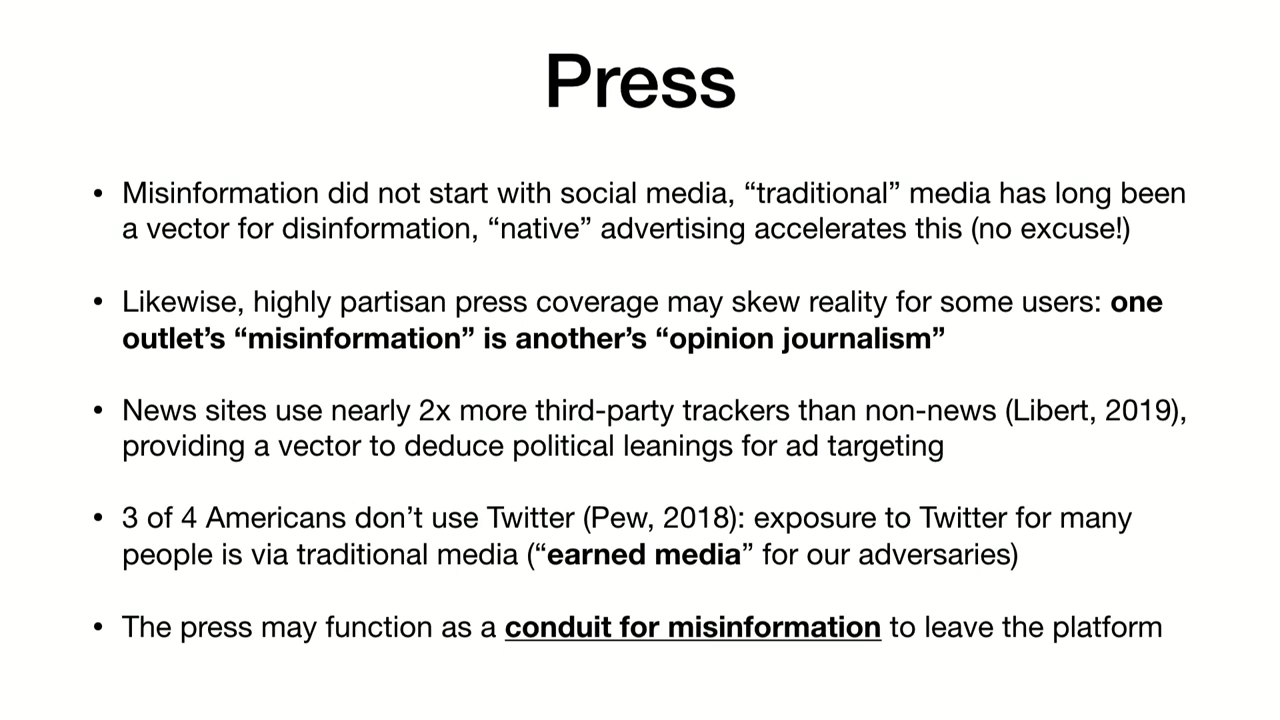 Press
• Misinformation did not start with social media, “traditional” media has long been
a vector for disinformation, “native” advertising accelerates this (no excuse!)
• Likewise, highly partisan press coverage may skew reality for some users: one
outlet’s “misinformation” is another’s “opinion journalism”
• News sites use nearly 2x more third-party trackers than non-news (Libert, 2019),
providing a vector to deduce political leanings for ad targeting
• 3 of 4 Americans don’t use Twitter (Pew, 2018): exposure to Twitter for many
people is via traditional media (“earned media” for our adversaries)
• The press may function as a conduit for misinformation to leave the platform